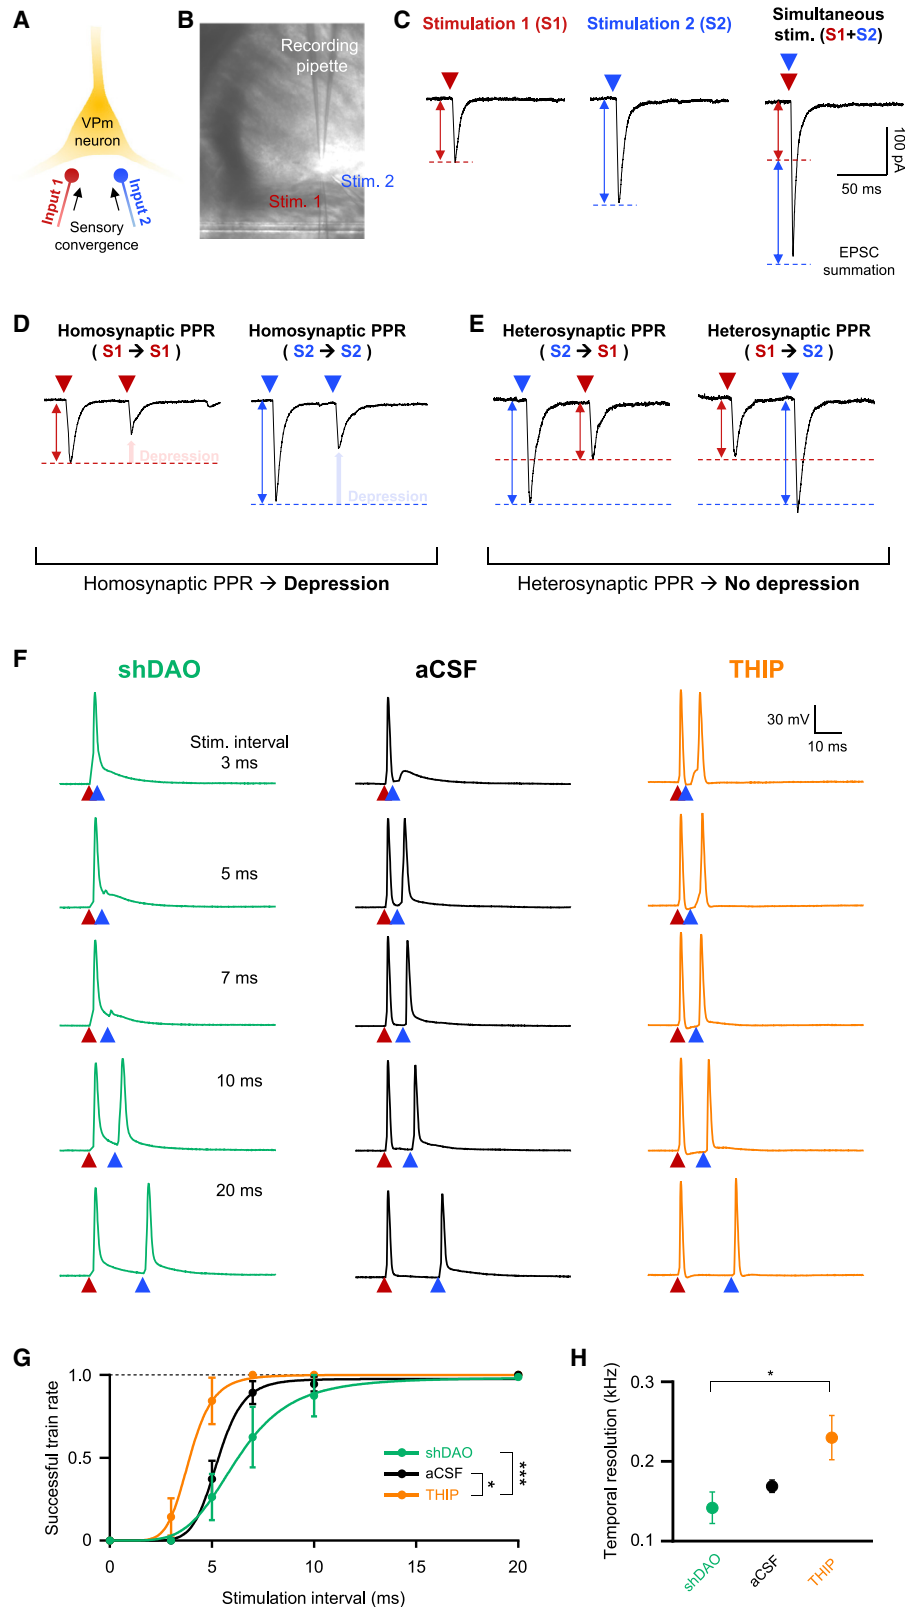 A
VPm
neuron
Input 1
Input 2
Sensory
convergence
B
Recording
pipette
Stim. 1
Stim. 2
C
Stimulation 1 (S1)
Stimulation 2 (S2)
Simultaneous
stim. (S1+S2)
100 pA
50 ms
EPSC
summation
D
Homosynaptic PPR
( S1 → S1 )
Depression
Homosynaptic PPR
( S2 → S2 )
Depression
Homosynaptic PPR → Depression
E
Heterosynaptic PPR
( S2 → S1 )
Heterosynaptic PPR
( S1 → S2 )
Heterosynaptic PPR → No depression
F
shDAO
aCSF
THIP
30 mV
10 ms
Stim. interval
3 ms
5 ms
7 ms
10 ms
20 ms
G
Successful train rate
1.0
0.5
0
0
5
10
15
20
Stimulation interval (ms)
shDAO
aCSF
THIP
*
***
H
Temporal resolution (kHz)
0.3
0.2
0.1
*
shDAO
aCSF
THIP